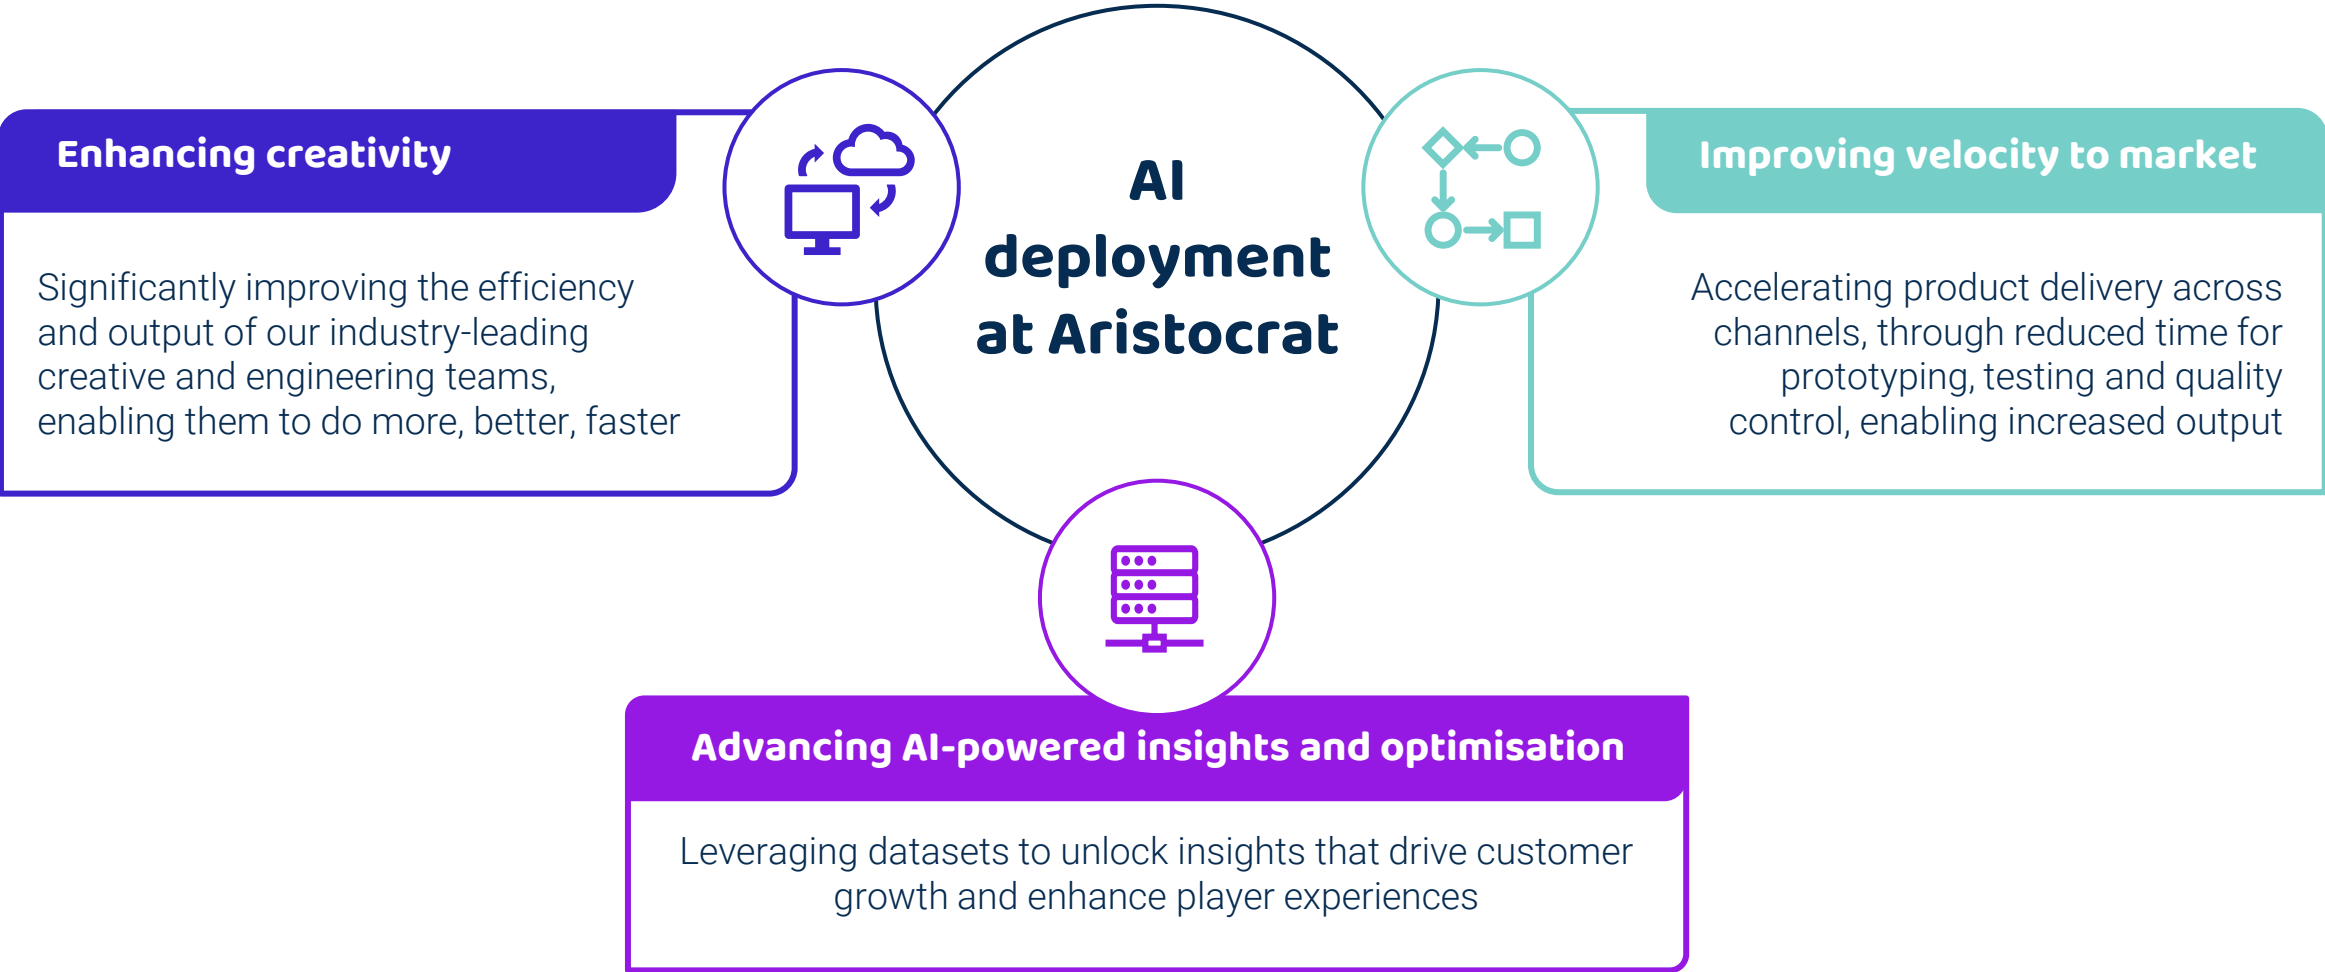 Enhancing creativity
Significantly improving the efficiency
and output of our industry-leading
creative and engineering teams,
enabling them to do more, better, faster
AI
deployment
at Aristocrat
Improving velocity to market
Accelerating product delivery across
channels, through reduced time for
prototyping, testing and quality
control, enabling increased output
Advancing AI-powered insights and optimisation
Leveraging datasets to unlock insights that drive customer
growth and enhance player experiences